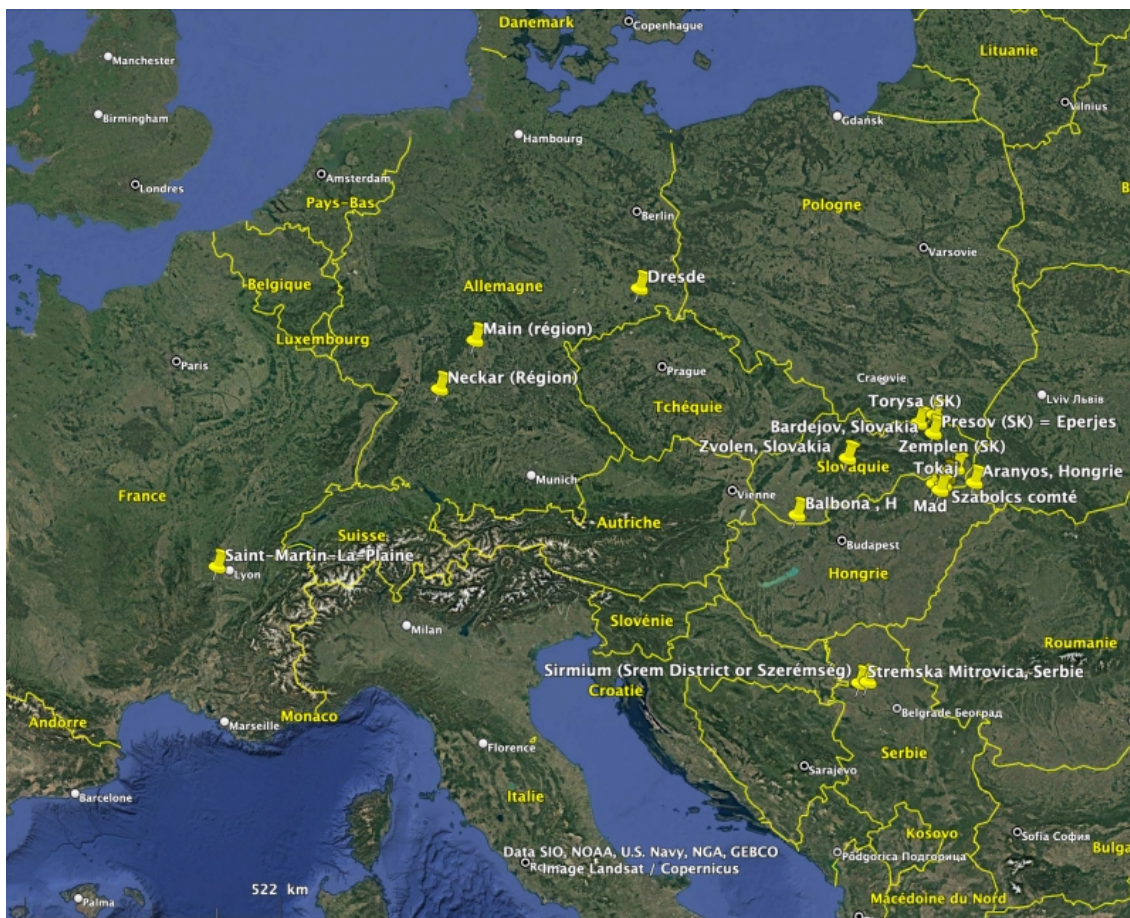 Danemark
Copenhague
Lituanie
Manchester
Vilnius
Birmingham
Gdańsk
Hambourg
Amsterdam
Londres
Pays-Bas
Pologne
Berlin
Varsovie
Belgique
Dresde
Allemagne
Main (région)
Luxembourg
Paris
Prague
Neckar (Région)
Cracovie
Lviv Львів
Torysa (SK)
Tchéquie
Presov (SK) = Eperjes
Bardejov, Slovakia
Zvolen, Slovakia
Zemplen (SK)
Slovaquie
Tokaj
Aranyos, Hongrie
Munich
Vienne
France
Szabolcs comté
Balbona , H
Mad
Autriche
Suisse
Budapest
Saint-Martin-La-Plaine
Lyon
Hongrie
Slovénie
Milan
Roumanie
Sirmium (Srem District or Szerémség)
Stremska Mitrovica, Serbie
Croatie
Monaco
Andorre
Marseille
Belgrade Београд
Florence
Serbie
Sarajevo
Barcelone
Italie
Kosovo
Sofia София
Data SIO, NOAA, U.S. Navy, NGA, GEBCO
Podgorica Подгорица
Bulga
Image Landsat / Copernicus
522 km
Palma
Macédoine du Nord